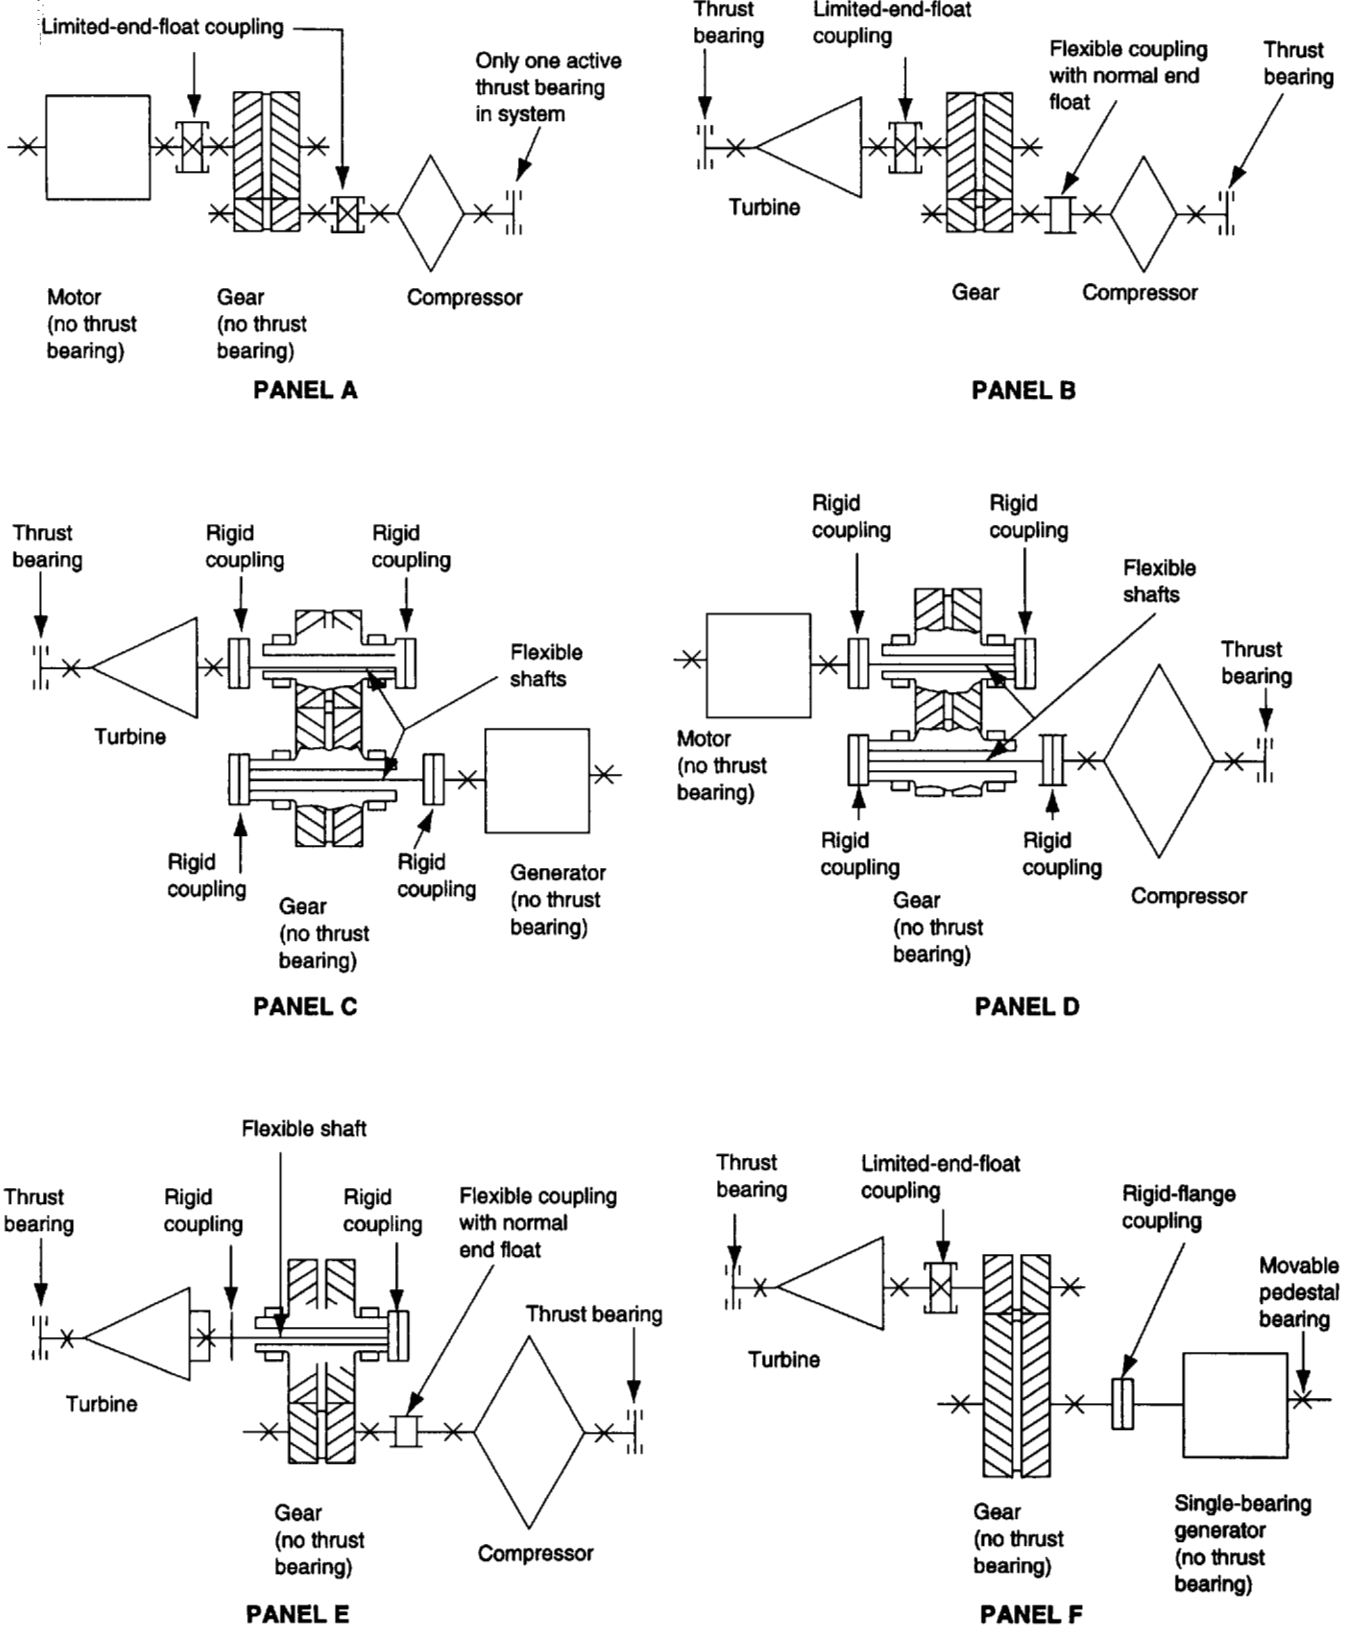 Limited-end-float coupling
Only one active
thrust bearing
in system
Motor
(no thrust
bearing)
Gear
(no thrust
bearing)
Compressor
PANEL A
Thrust
bearing
Limited-end-float
coupling
Flexible coupling
with normal end
float
Thrust
bearing
Turbine
Gear
Compressor
PANEL B
Thrust
bearing
Rigid
coupling
Rigid
coupling
Flexible
shafts
Turbine
Rigid
coupling
Rigid
coupling
Generator
(no thrust
bearing)
Gear
(no thrust
bearing)
PANEL C
Rigid
coupling
Rigid
coupling
Flexible
shafts
Thrust
bearing
Motor
(no thrust
bearing)
Rigid
coupling
Rigid
coupling
Gear
(no thrust
bearing)
Compressor
PANEL D
Flexible shaft
Thrust
bearing
Rigid
coupling
Rigid
coupling
Flexible coupling
with normal
end float
Thrust bearing
Turbine
Gear
(no thrust
bearing)
Compressor
PANEL E
Thrust
bearing
Limited-end-float
coupling
Rigid-flange
coupling
Movable
pedestal
bearing
Turbine
Gear
(no thrust
bearing)
Single-bearing
generator
(no thrust
bearing)
PANEL F